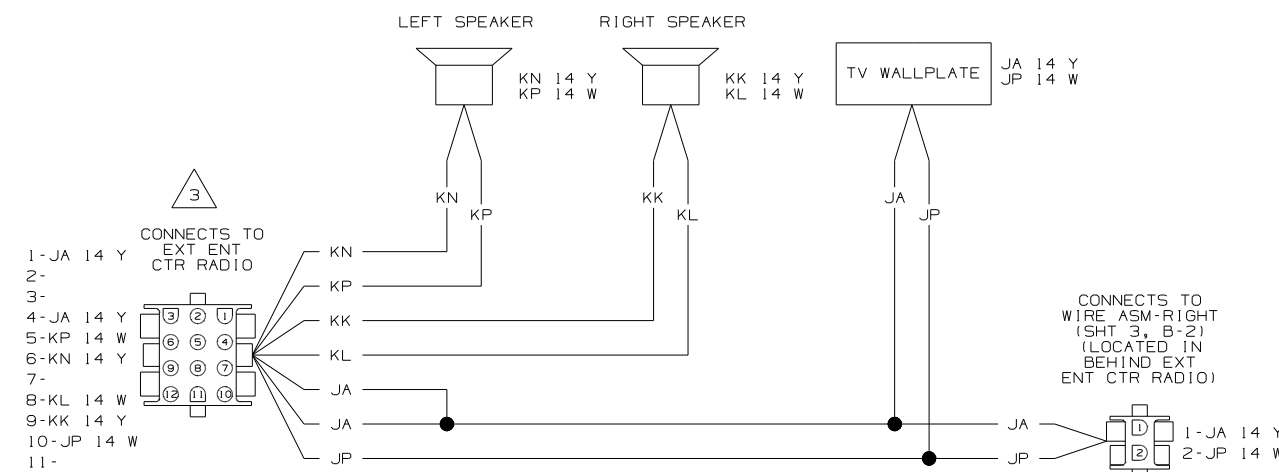 LEFT SPEAKER
RIGHT SPEAKER
KN 14 Y
KP 14 W
KK 14 Y
KL 14 W
TV WALLPLATE
JA 14 Y
JP 14 W
3
CONNECTS TO
EXT ENT
CTR RADIO
1-JA 14 Y
2-
3-
4-JA 14 Y
5-KP 14 W
6-KN 14 Y
7-
8-KL 14 W
9-KK 14 Y
10-JP 14 W
11-
3 2 1
6 5 4
9 8 7
12 11 10
KN
KP
KK
KL
JA
JP
KN
KP
KK
KL
JA
JA
JP
JA
JP
CONNECTS TO
WIRE ASM-RIGHT
(SHT 3, B-2)
(LOCATED IN
BEHIND EXT
ENT CTR RADIO)
1
2
1-JA 14 Y
2-JP 14 W